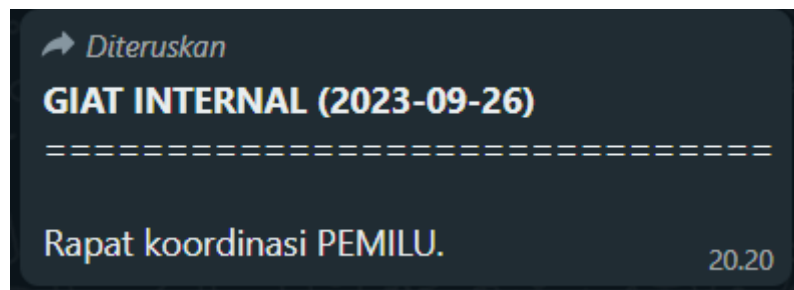 Diteruskan
GIAT INTERNAL (2023-09-26)
==============================
Rapat koordinasi PEMILU.
20.20